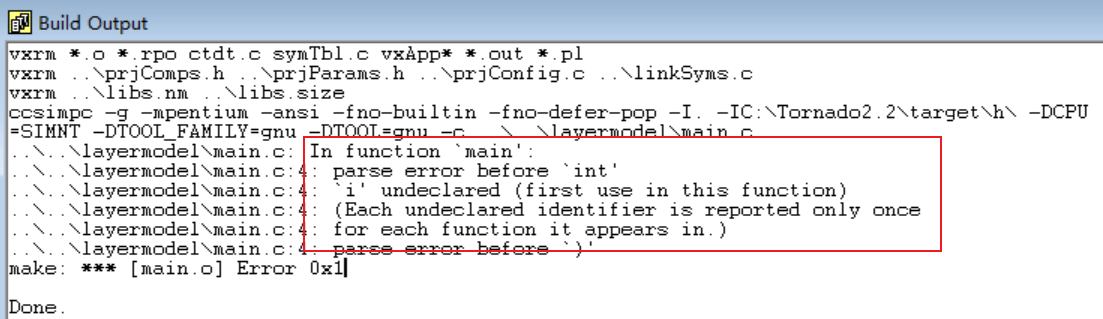 Build Output
vxrm *.o *.rpo ctdt.c symTbl.c vxApp* *.out *.pl
vxrm ..\prjComps.h ..\prjParams.h ..\prjConfig.c ..\linkSyms.c
vxrm ..\libs.nm ..\libs.size
ccsimpc -g -mpentium -ansi -fno-builtin -fno-defer-pop -I. -IC:\Tornado2.2\target\h\ -DCPU
=SIMNT -DTOOL_FAMILY=gnu -DTOOL=gnu -c ..\..\layermodel\main.c
..\..\layermodel\main.c: In function `main':
..\..\layermodel\main.c:4: parse error before `int'
..\..\layermodel\main.c:4: `i' undeclared (first use in this function)
..\..\layermodel\main.c:4: (Each undeclared identifier is reported only once
..\..\layermodel\main.c:4: for each function it appears in.)
..\..\layermodel\main.c:4: parse error before `)'
make: *** [main.o] Error 0x1
Done.